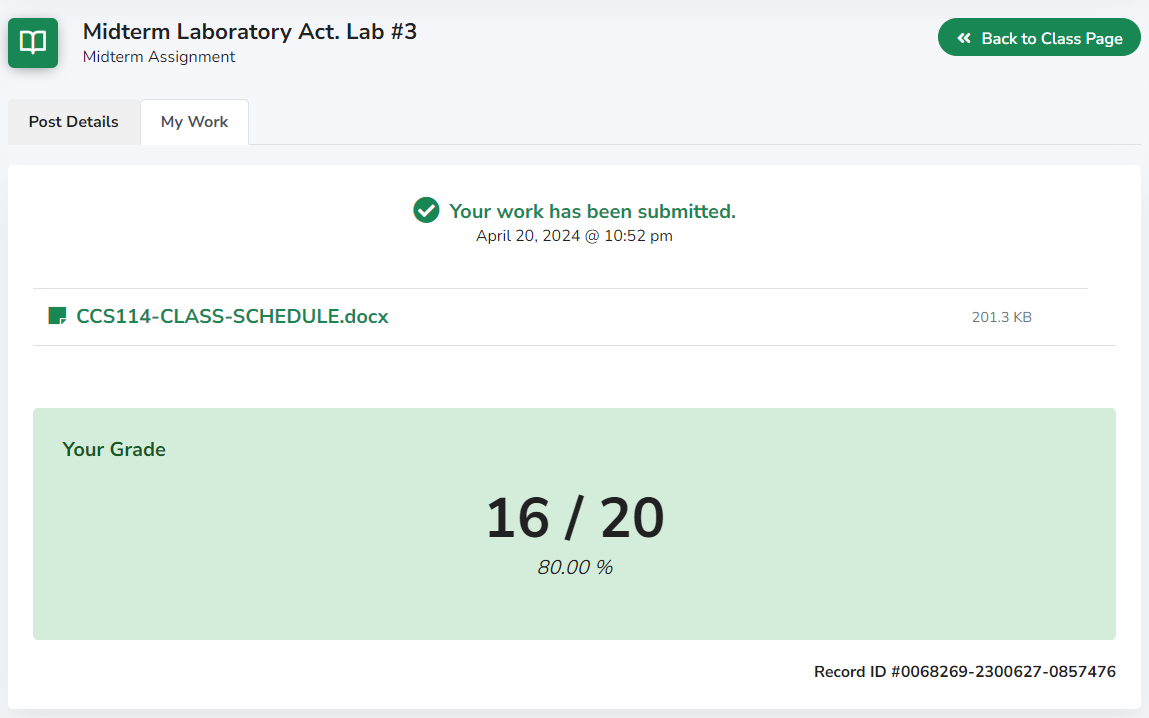 Midterm Laboratory Act. Lab #3
Midterm Assignment
Back to Class Page
Post Details
My Work
Your work has been submitted.
April 20, 2024 @ 10:52 pm
CCS114-CLASS-SCHEDULE.docx
201.3 KB
Your Grade
16 / 20
80.00 %
Record ID #0068269-2300627-0857476